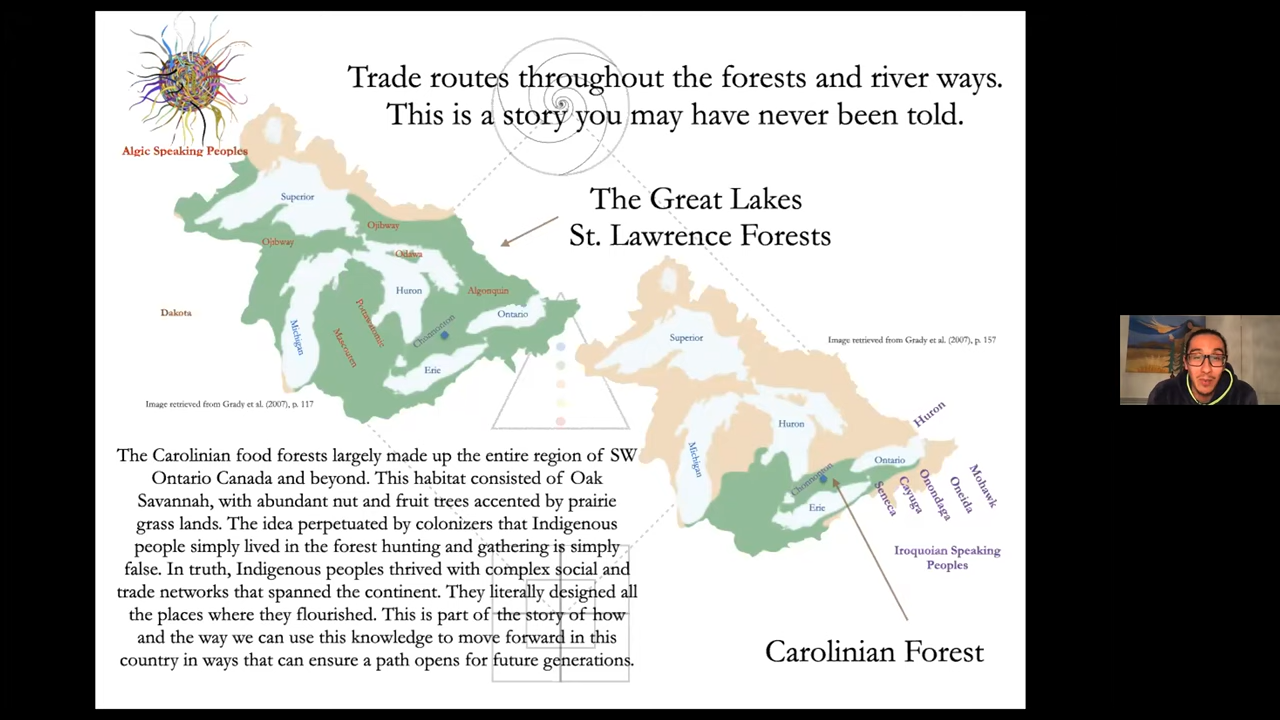 Trade routes throughout the forests and river ways.
This is a story you may have never been told.
Algic Speaking Peoples
The Great Lakes
St. Lawrence Forests
Superior
Ojibway
Ojibway
Odawa
Huron
Algonquin
Dakota
Michigan
Pottawatomie
Mascouten
Chonnonton
Ontario
Erie
Image retrieved from Grady et al. (2007), p. 117
Image retrieved from Grady et al. (2007), p. 157
Superior
Huron
Michigan
Chonnonton
Ontario
Erie
Huron
Seneca
Cayuga
Onondaga
Oneida
Mohawk
Iroquoian Speaking
Peoples
Carolinian Forest
The Carolinian food forests largely made up the entire region of SW
Ontario Canada and beyond. This habitat consisted of Oak
Savannah, with abundant nut and fruit trees accented by prairie
grass lands. The idea perpetuated by colonizers that Indigenous
people simply lived in the forest hunting and gathering is simply
false. In truth, Indigenous peoples thrived with complex social and
trade networks that spanned the continent. They literally designed all
the places where they flourished. This is part of the story of how
and the way we can use this knowledge to move forward in this
country in ways that can ensure a path opens for future generations.